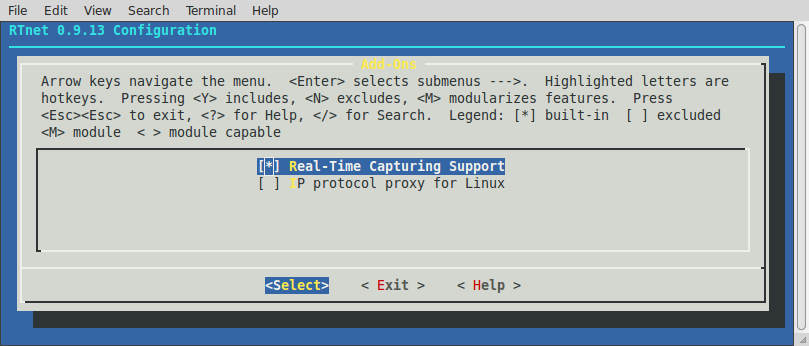 File Edit View Search Terminal Help
RTnet 0.9.13 Configuration
Add-Ons
Arrow keys navigate the menu. <Enter> selects submenus --->. Highlighted letters are
hotkeys. Pressing <Y> includes, <N> excludes, <M> modularizes features. Press
<Esc><Esc> to exit, <?> for Help, </> for Search. Legend: [*] built-in [ ] excluded
<M> module < > module capable
[*] Real-Time Capturing Support
[ ] IP protocol proxy for Linux
<Select> < Exit > < Help >